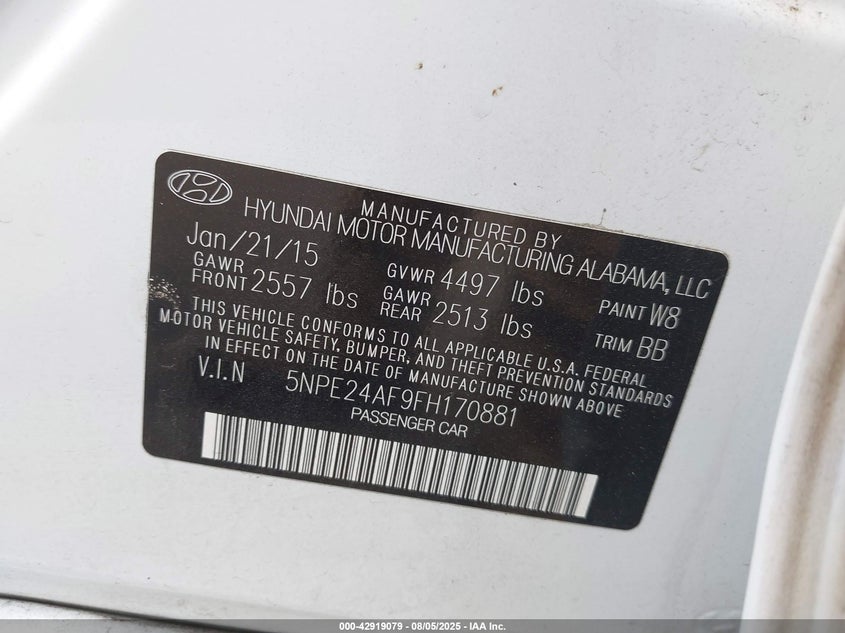 MANUFACTURED BY
HYUNDAI MOTOR MANUFACTURING ALABAMA, LLC
Jan/21/15 GVWR 4497 lbs PAINT W8
GAWR FRONT 2557 lbs GAWR REAR 2513 lbs TRIM BB
THIS VEHICLE CONFORMS TO ALL APPLICABLE U.S.A. FEDERAL
MOTOR VEHICLE SAFETY, BUMPER, AND THEFT PREVENTION STANDARDS
IN EFFECT ON THE DATE OF MANUFACTURE SHOWN ABOVE
V.I.N 5NPE24AF9FH170881
PASSENGER CAR
000-42919079 - 08/05/2025 - IAA Inc.